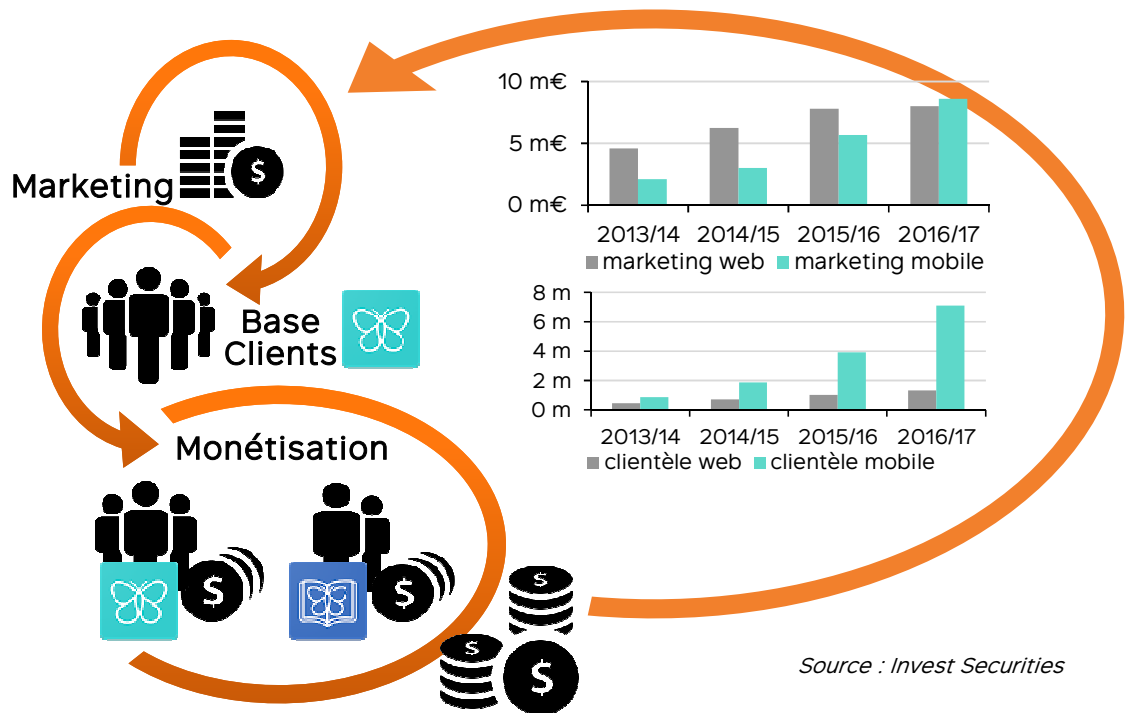 Marketing
$
Base
Clients
Monétisation
$
$
$
$
$
10 m€
5 m€
0 m€
2013/14 2014/15 2015/16 2016/17
marketing web marketing mobile
8 m
6 m
4 m
2 m
0 m
2013/14 2014/15 2015/16 2016/17
clientèle web clientèle mobile
Source : Invest Securities